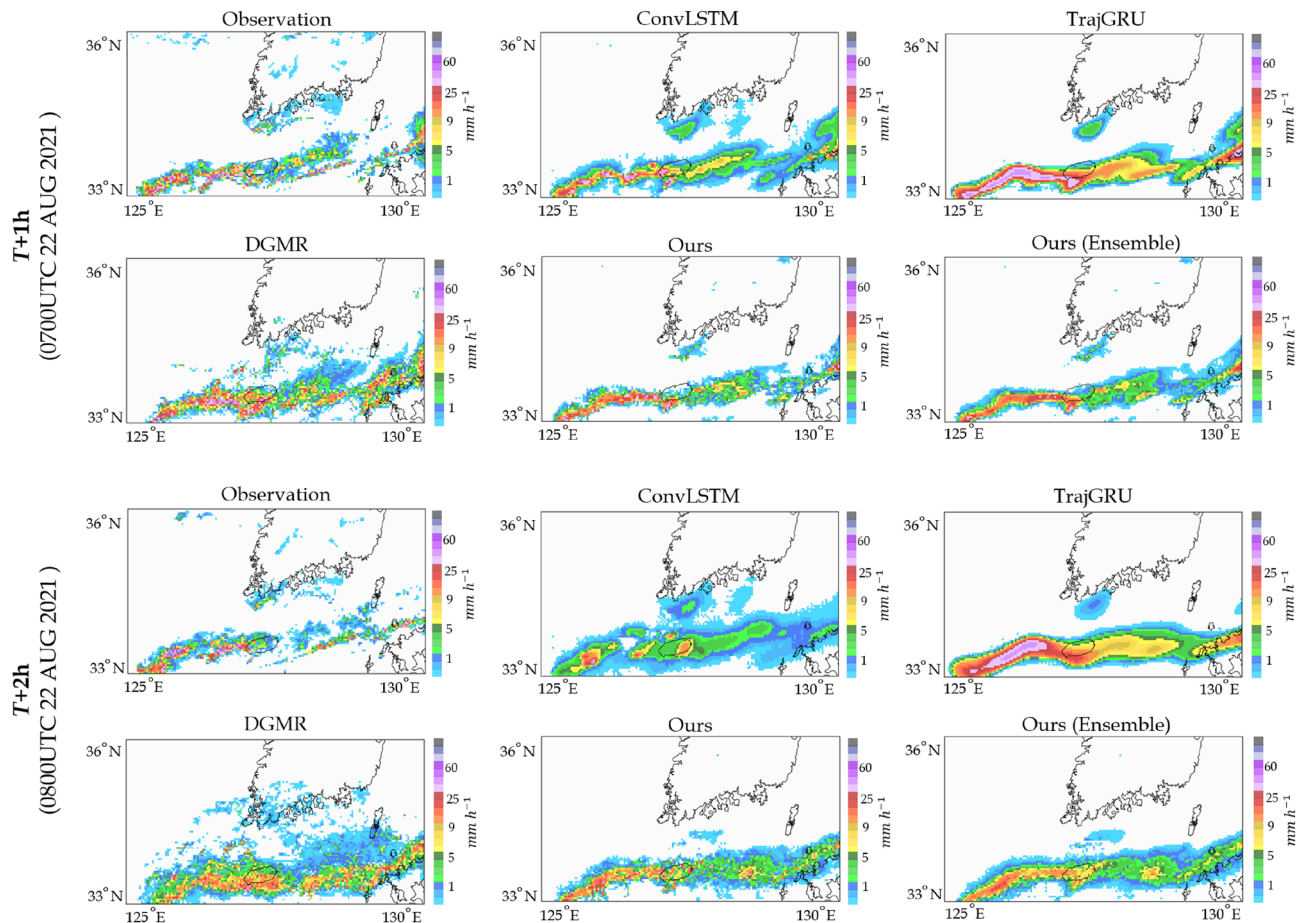 Observation
ConvLSTM
TrajGRU
36°N
33°N
125°E
130°E
60
25
9
5
1
mm h−1
36°N
33°N
125°E
130°E
60
25
9
5
1
mm h−1
36°N
33°N
125°E
130°E
60
25
9
5
1
mm h−1
T+1h
(0700UTC 22 AUG 2021 )
DGMR
Ours
Ours (Ensemble)
36°N
33°N
125°E
130°E
60
25
9
5
1
mm h−1
36°N
33°N
125°E
130°E
60
25
9
5
1
mm h−1
36°N
33°N
125°E
130°E
60
25
9
5
1
mm h−1
Observation
ConvLSTM
TrajGRU
36°N
33°N
125°E
130°E
60
25
9
5
1
mm h−1
36°N
33°N
125°E
130°E
60
25
9
5
1
mm h−1
36°N
33°N
125°E
130°E
60
25
9
5
1
mm h−1
T+2h
(0800UTC 22 AUG 2021 )
DGMR
Ours
Ours (Ensemble)
36°N
33°N
125°E
130°E
60
25
9
5
1
mm h−1
36°N
33°N
125°E
130°E
60
25
9
5
1
mm h−1
36°N
33°N
125°E
130°E
60
25
9
5
1
mm h−1